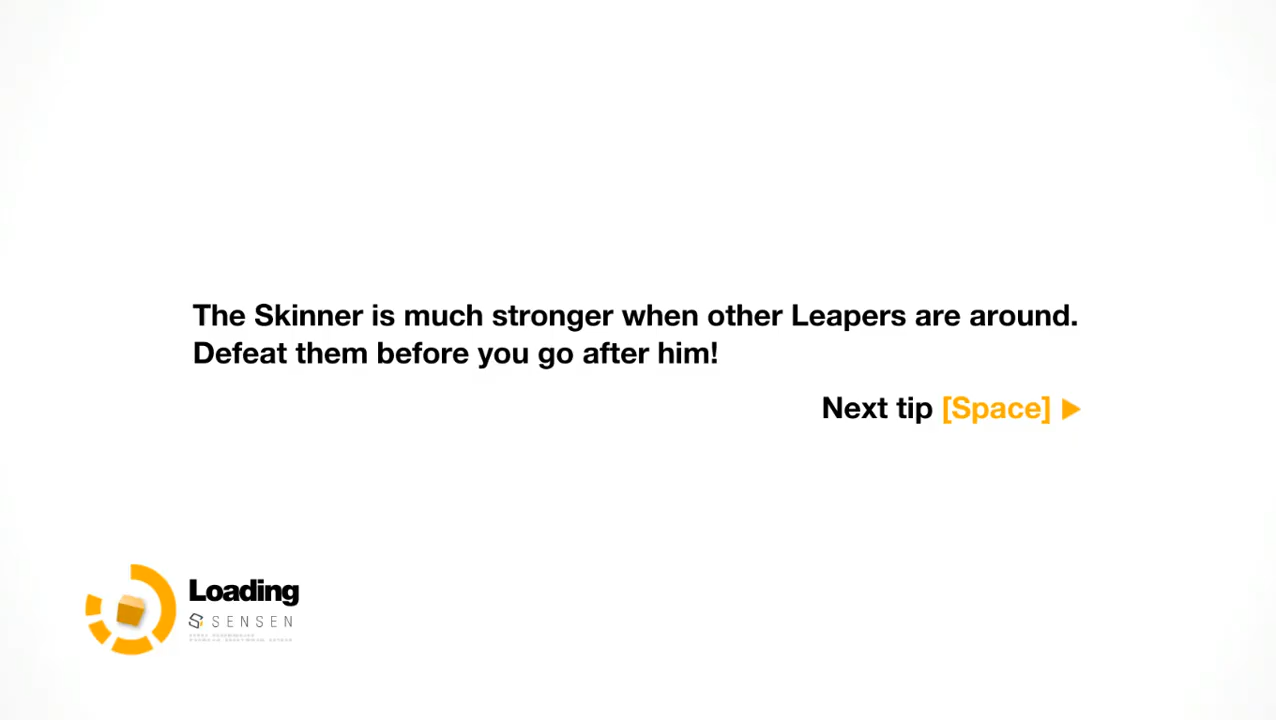 The Skinner is much stronger when other Leapers are around.
Defeat them before you go after him!
Next tip [Space]
Loading
SENSEN